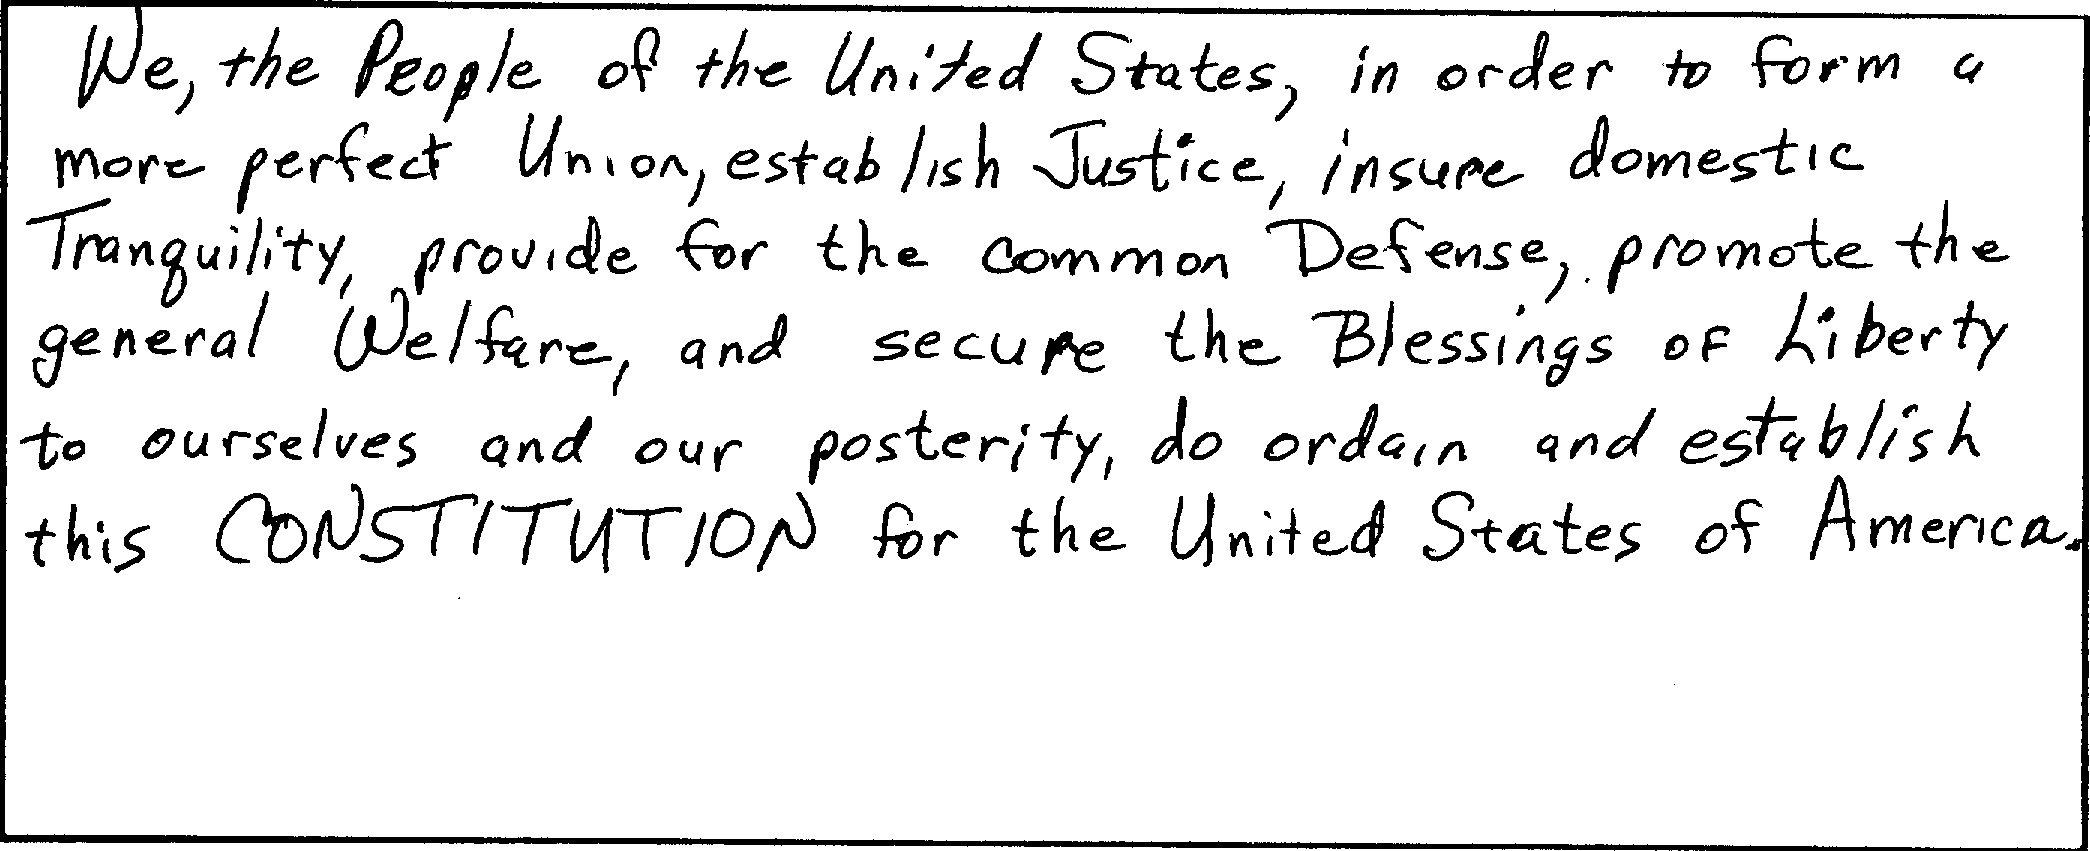 We, the People of the United States, in order to form a
more perfect Union, establish Justice, insure domestic
Tranquility, provide for the common Defense, promote the
general Welfare, and secure the Blessings of Liberty
to ourselves and our posterity, do ordain and establish
this CONSTITUTION for the United States of America.